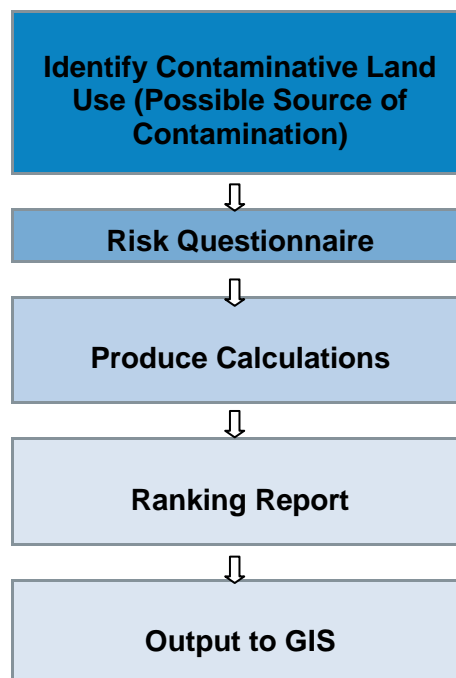 Identify Contaminative Land
Use (Possible Source of
Contamination)
Risk Questionnaire
Produce Calculations
Ranking Report
Output to GIS